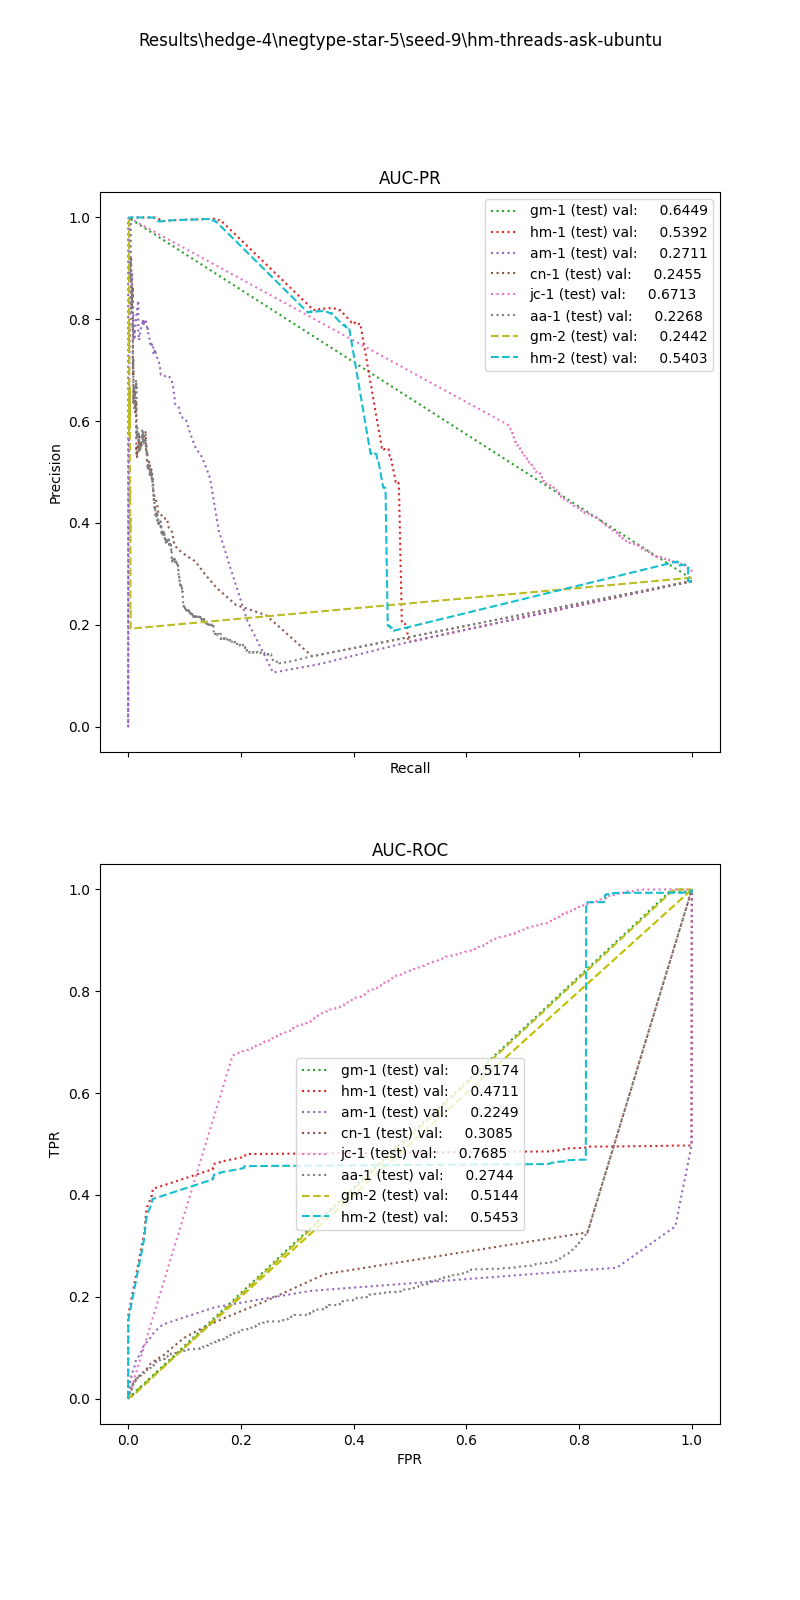 Results\hedge-4\negtype-star-5\seed-9\hm-threads-ask-ubuntu
AUC-PR
1.0
0.8
0.6
0.4
0.2
0.0
Precision
gm-1 (test) val: 0.6449
hm-1 (test) val: 0.5392
am-1 (test) val: 0.2711
cn-1 (test) val: 0.2455
jc-1 (test) val: 0.6713
aa-1 (test) val: 0.2268
gm-2 (test) val: 0.2442
hm-2 (test) val: 0.5403
Recall
AUC-ROC
1.0
0.8
0.6
0.4
0.2
0.0
TPR
gm-1 (test) val: 0.5174
hm-1 (test) val: 0.4711
am-1 (test) val: 0.2249
cn-1 (test) val: 0.3085
jc-1 (test) val: 0.7685
aa-1 (test) val: 0.2744
gm-2 (test) val: 0.5144
hm-2 (test) val: 0.5453
0.0 0.2 0.4 0.6 0.8 1.0
FPR